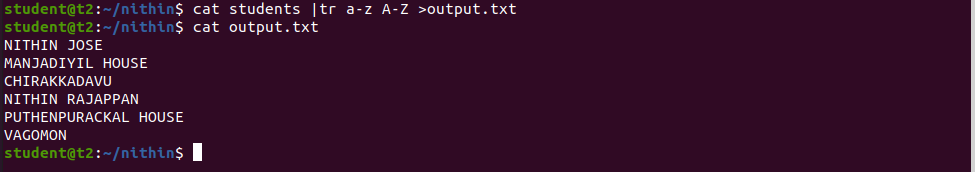 student@t2:~/nithin$ cat students |tr a-z A-Z >output.txt
student@t2:~/nithin$ cat output.txt
NITHIN JOSE
MANJADIYIL HOUSE
CHIRAKKADAVU
NITHIN RAJAPPAN
PUTHENPURACKAL HOUSE
VAGOMON
student@t2:~/nithin$